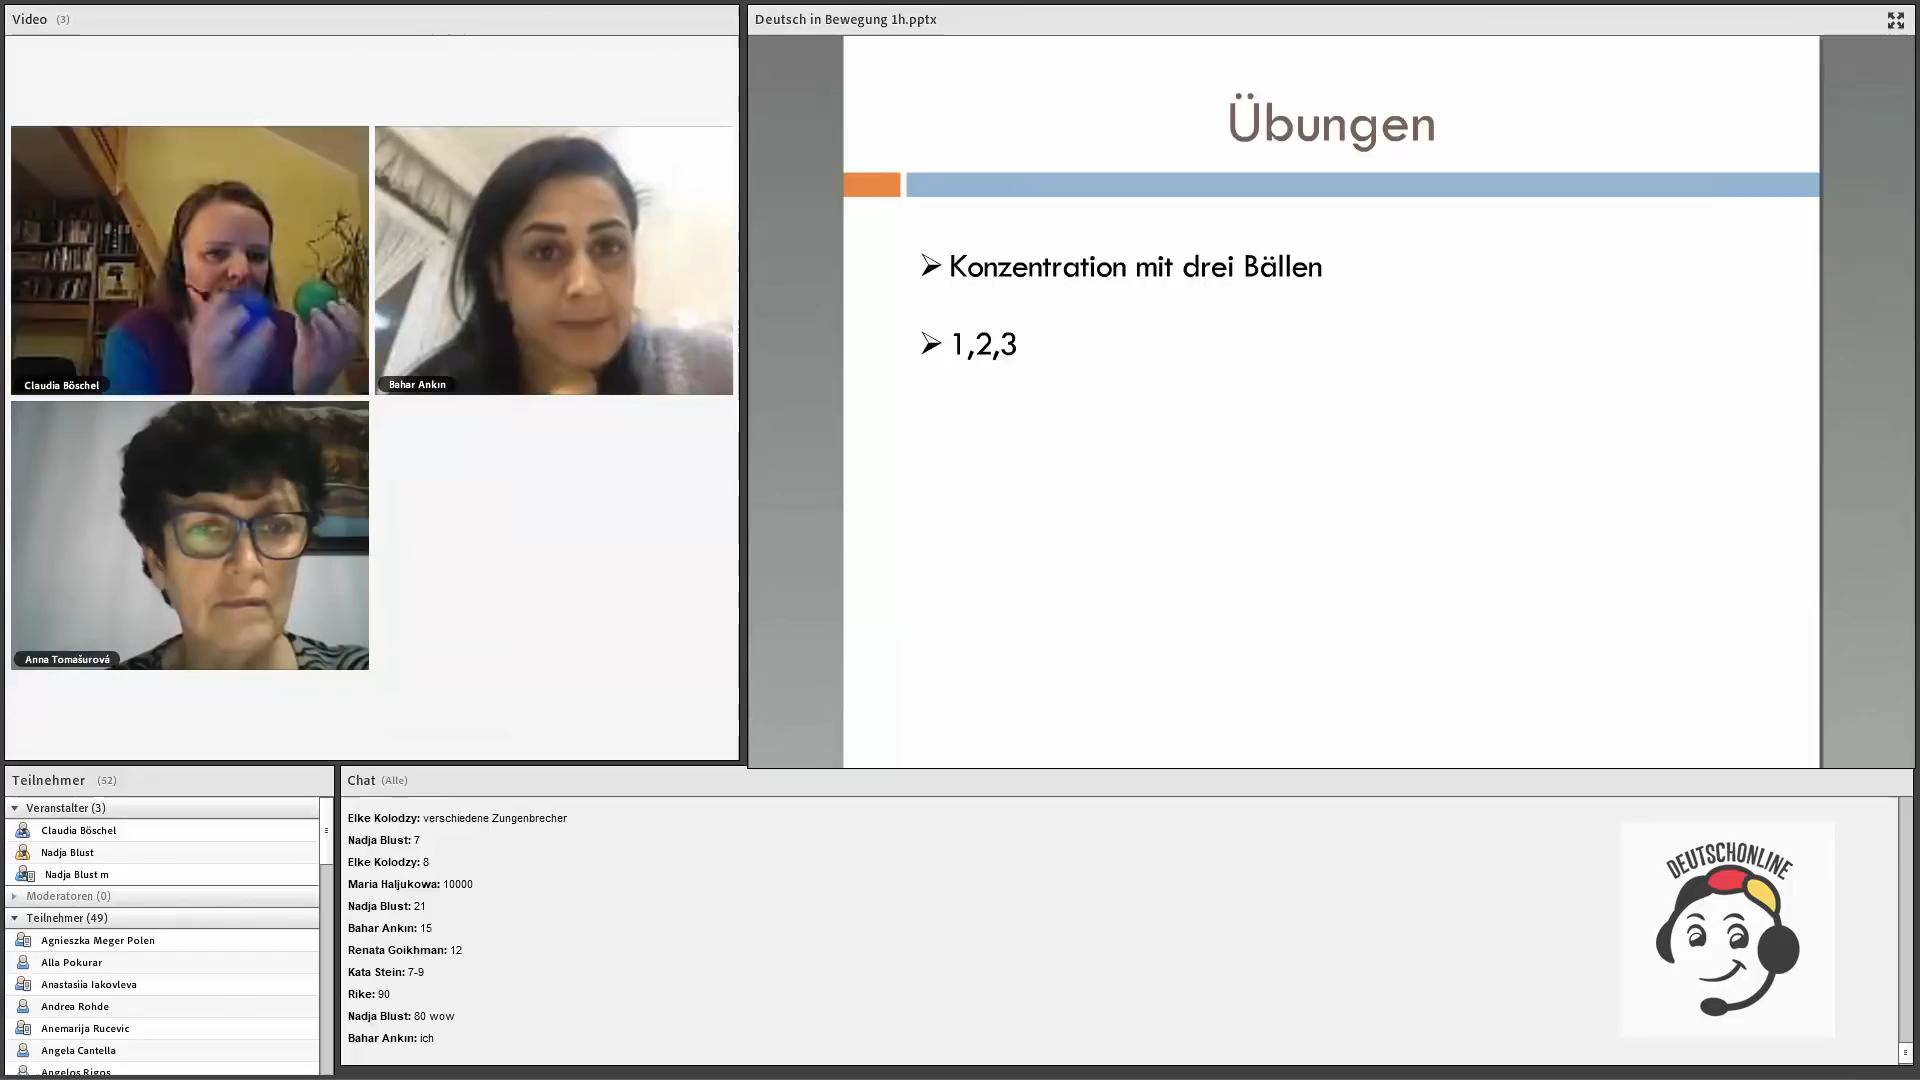 Video (3)
Claudia Böschel
Bahar Ankın
Anna Tomašurová
Deutsch in Bewegung 1h.pptx
Übungen
➢ Konzentration mit drei Bällen
➢ 1,2,3
Teilnehmer (52)
Veranstalter (3)
Claudia Böschel
Nadja Blust
Nadja Blust m
Moderatoren (0)
Teilnehmer (49)
Agnieszka Meger Polen
Alla Pokurar
Anastasiia Iakovleva
Andrea Rohde
Anemarija Rucevic
Angela Cantella
Angelos Rigos
Chat (Alle)
Elke Kolodzy: verschiedene Zungenbrecher
Nadja Blust: 7
Elke Kolodzy: 8
Maria Haljukowa: 10000
Nadja Blust: 21
Bahar Ankın: 15
Renata Goikhman: 12
Kata Stein: 7-9
Rike: 90
Nadja Blust: 80 wow
Bahar Ankın: ich
DEUTSCHONLINE